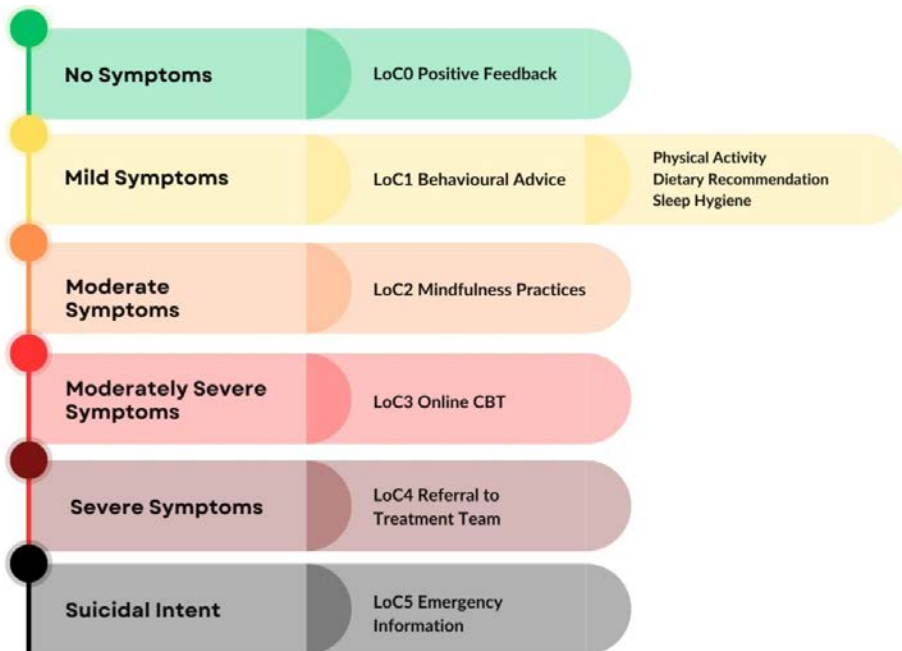 No Symptoms
LoC0 Positive Feedback
Mild Symptoms
LoC1 Behavioural Advice
Physical Activity
Dietary Recommendation
Sleep Hygiene
Moderate
Symptoms
LoC2 Mindfulness Practices
Moderately Severe
Symptoms
LoC3 Online CBT
Severe Symptoms
LoC4 Referral to
Treatment Team
Suicidal Intent
LoC5 Emergency
Information